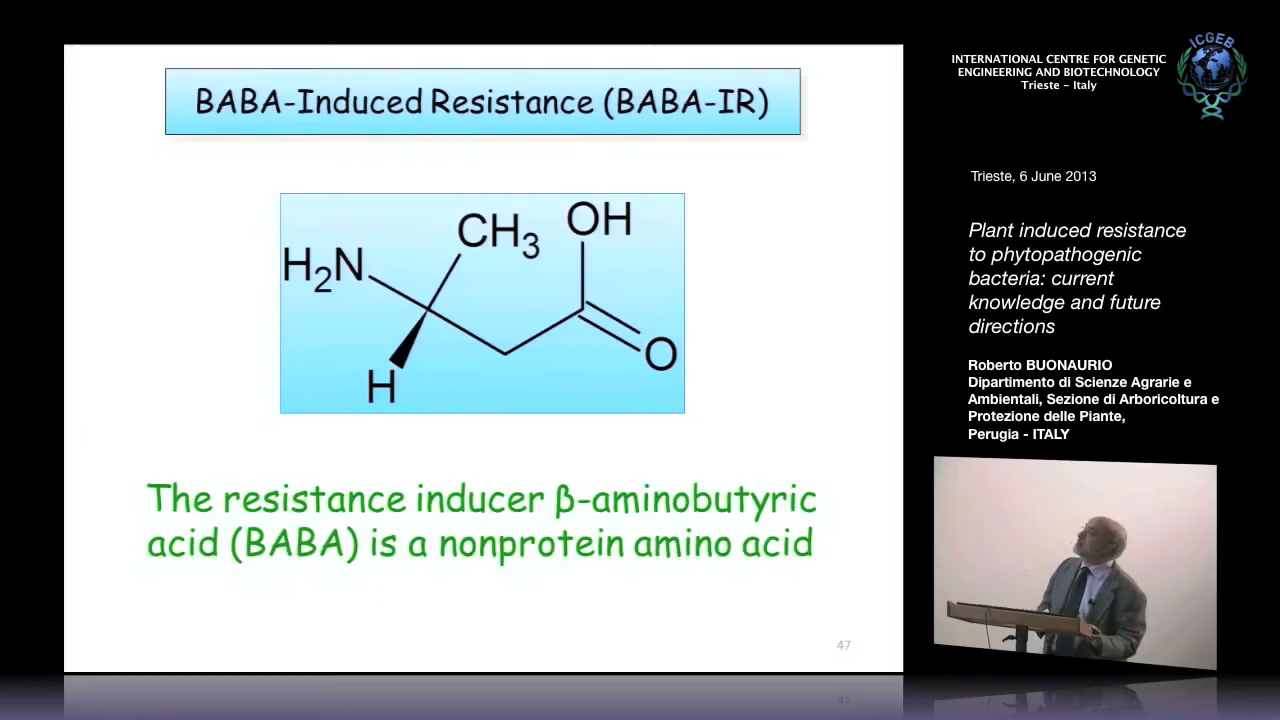 BABA-Induced Resistance (BABA-IR)
CH3
OH
H2N
O
H
The resistance inducer β-aminobutyric
acid (BABA) is a nonprotein amino acid
47
INTERNATIONAL CENTRE FOR GENETIC
ENGINEERING AND BIOTECHNOLOGY
Trieste - Italy
ICGEB
Trieste, 6 June 2013
Plant induced resistance
to phytopathogenic
bacteria: current
knowledge and future
directions
Roberto BUONAURIO
Dipartimento di Scienze Agrarie e
Ambientali, Sezione di Arboricoltura e
Protezione delle Piante,
Perugia - ITALY